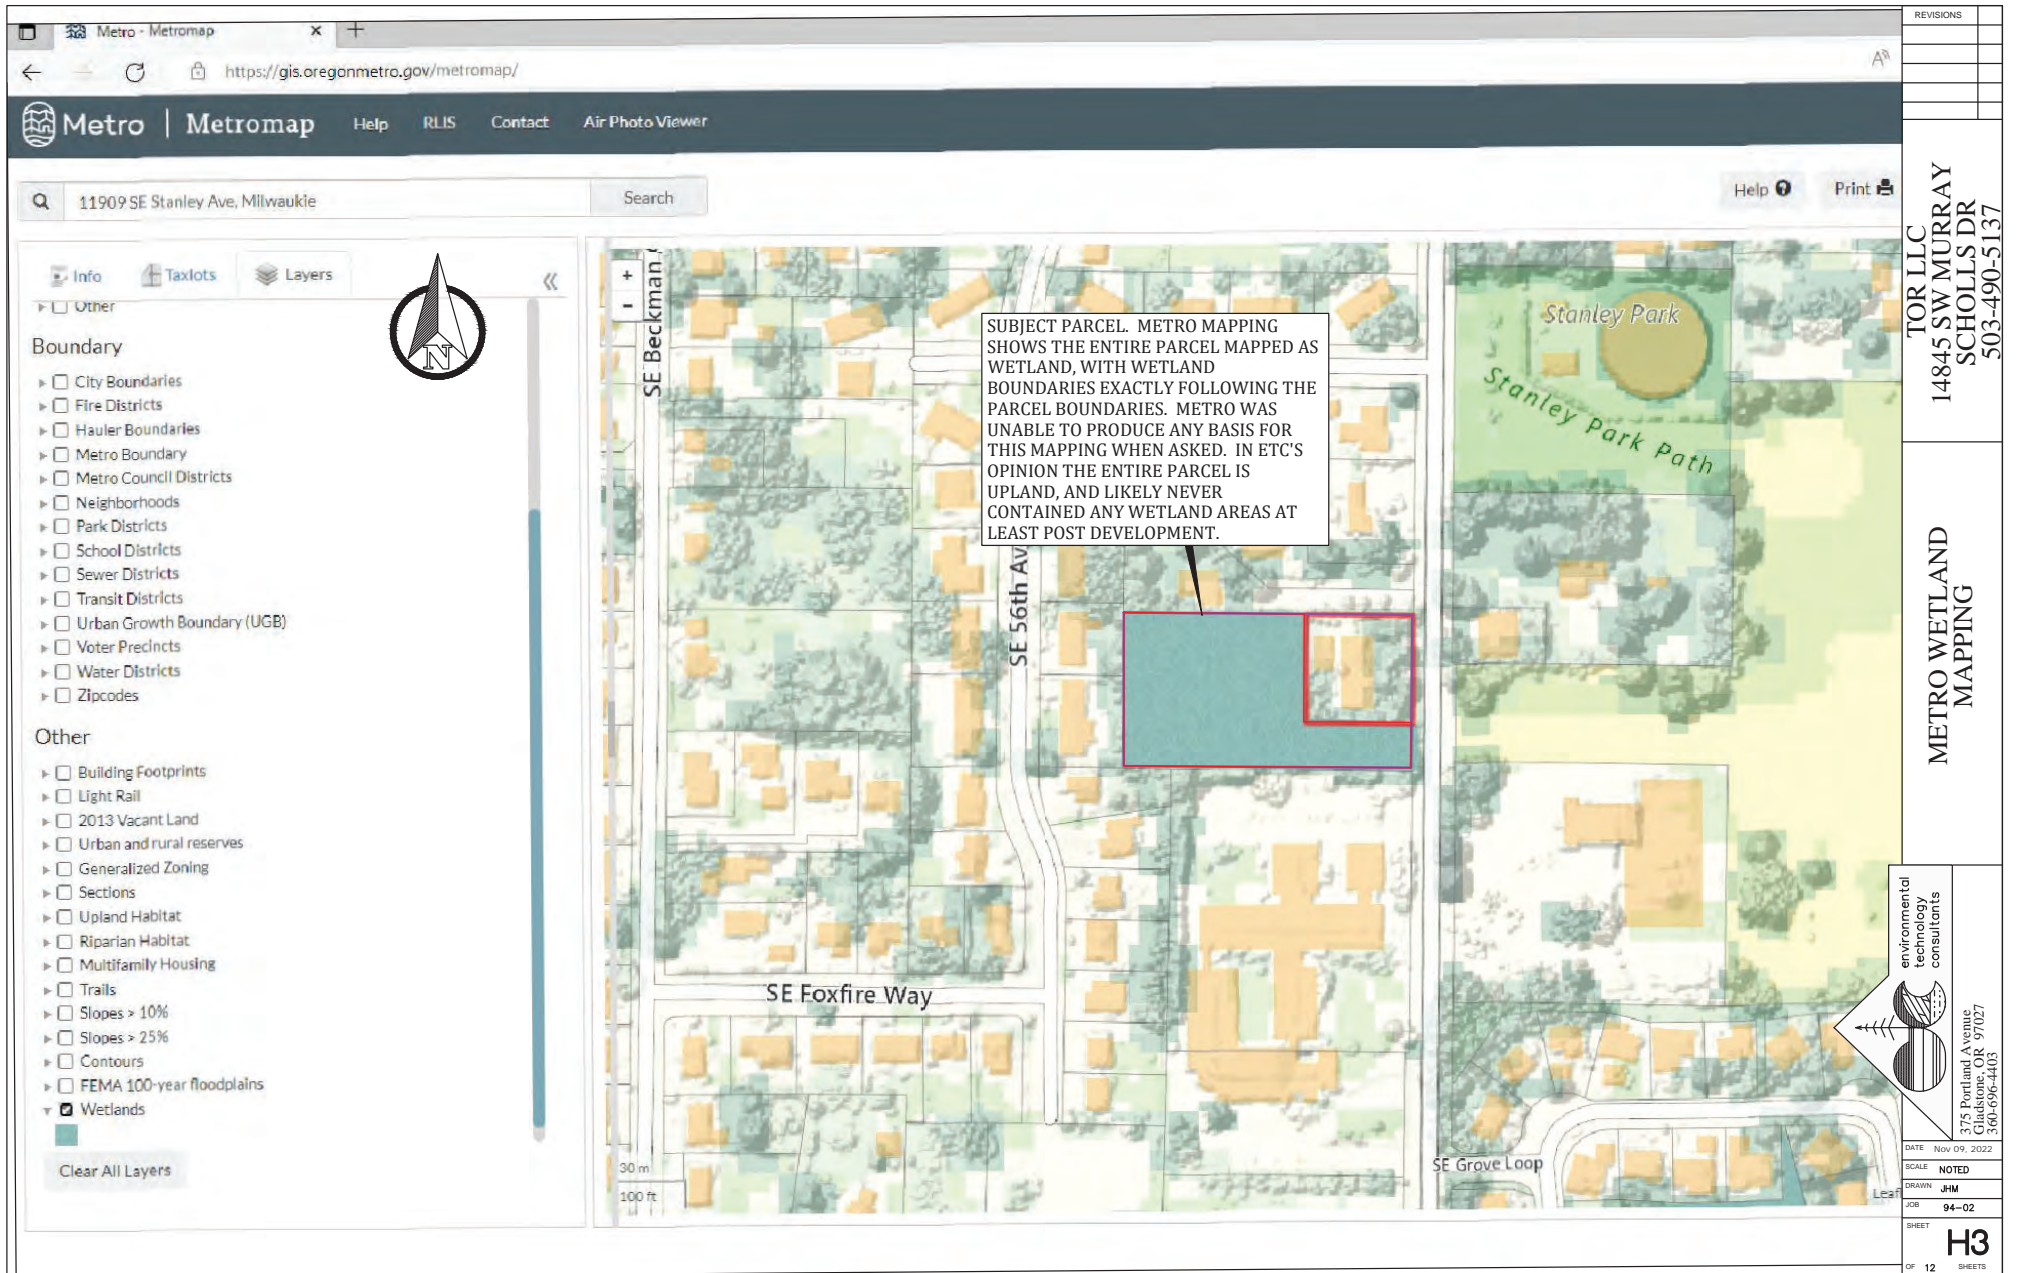 Metro - Metromap
https://gis.oregonmetro.gov/metromap/
Metro | Metromap Help RLIS Contact Air Photo Viewer
11909 SE Stanley Ave, Milwaukie Search
Help Print
Info Taxlots Layers
Other
Boundary
City Boundaries
Fire Districts
Hauler Boundaries
Metro Boundary
Metro Council Districts
Neighborhoods
Park Districts
School Districts
Sewer Districts
Transit Districts
Urban Growth Boundary (UGB)
Voter Precincts
Water Districts
Zipcodes
Other
Building Footprints
Light Rail
2013 Vacant Land
Urban and rural reserves
Generalized Zoning
Sections
Upland Habitat
Riparian Habitat
Multifamily Housing
Trails
Slopes > 10%
Slopes > 25%
Contours
FEMA 100-year floodplains
Wetlands
Clear All Layers
N
+
-
SE Beckman
SUBJECT PARCEL. METRO MAPPING
SHOWS THE ENTIRE PARCEL MAPPED AS
WETLAND, WITH WETLAND
BOUNDARIES EXACTLY FOLLOWING THE
PARCEL BOUNDARIES. METRO WAS
UNABLE TO PRODUCE ANY BASIS FOR
THIS MAPPING WHEN ASKED. IN ETC'S
OPINION THE ENTIRE PARCEL IS
UPLAND, AND LIKELY NEVER
CONTAINED ANY WETLAND AREAS AT
LEAST POST DEVELOPMENT.
Stanley Park
Stanley Park Path
SE 56th Av
SE Foxfire Way
SE Grove Loop
30 m
100 ft
Leafl
REVISIONS
TOR LLC
14845 SW MURRAY
SCHOLLS DR
503-490-5137
METRO WETLAND
MAPPING
environmental
technology
consultants
375 Portland Avenue
Gladstone, OR 97027
360-696-4403
DATE Nov 09, 2022
SCALE NOTED
DRAWN JHM
JOB 94-02
SHEET
H3
OF 12 SHEETS